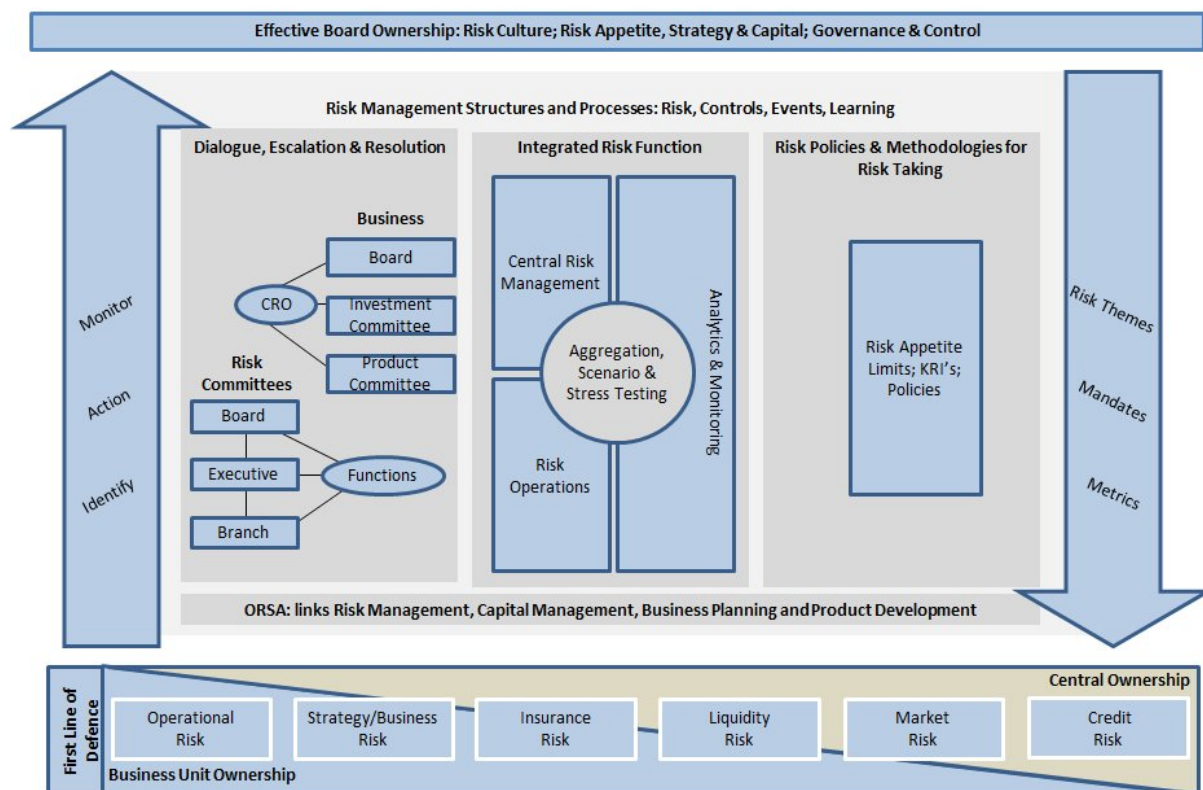 Effective Board Ownership: Risk Culture; Risk Appetite, Strategy & Capital; Governance & Control
Risk Management Structures and Processes: Risk, Controls, Events, Learning
Dialogue, Escalation & Resolution
Business
Board
CRO
Investment
Committee
Product
Committee
Risk
Committees
Board
Executive
Functions
Branch
Integrated Risk Function
Central Risk
Management
Aggregation,
Scenario &
Stress Testing
Analytics & Monitoring
Risk
Operations
Risk Policies & Methodologies for
Risk Taking
Risk Appetite
Limits; KRI's;
Policies
Monitor
Action
Identify
Risk Themes
Mandates
Metrics
ORSA: links Risk Management, Capital Management, Business Planning and Product Development
First Line of
Defence
Central Ownership
Operational
Risk
Strategy/Business
Risk
Insurance
Risk
Liquidity
Risk
Market
Risk
Credit
Risk
Business Unit Ownership